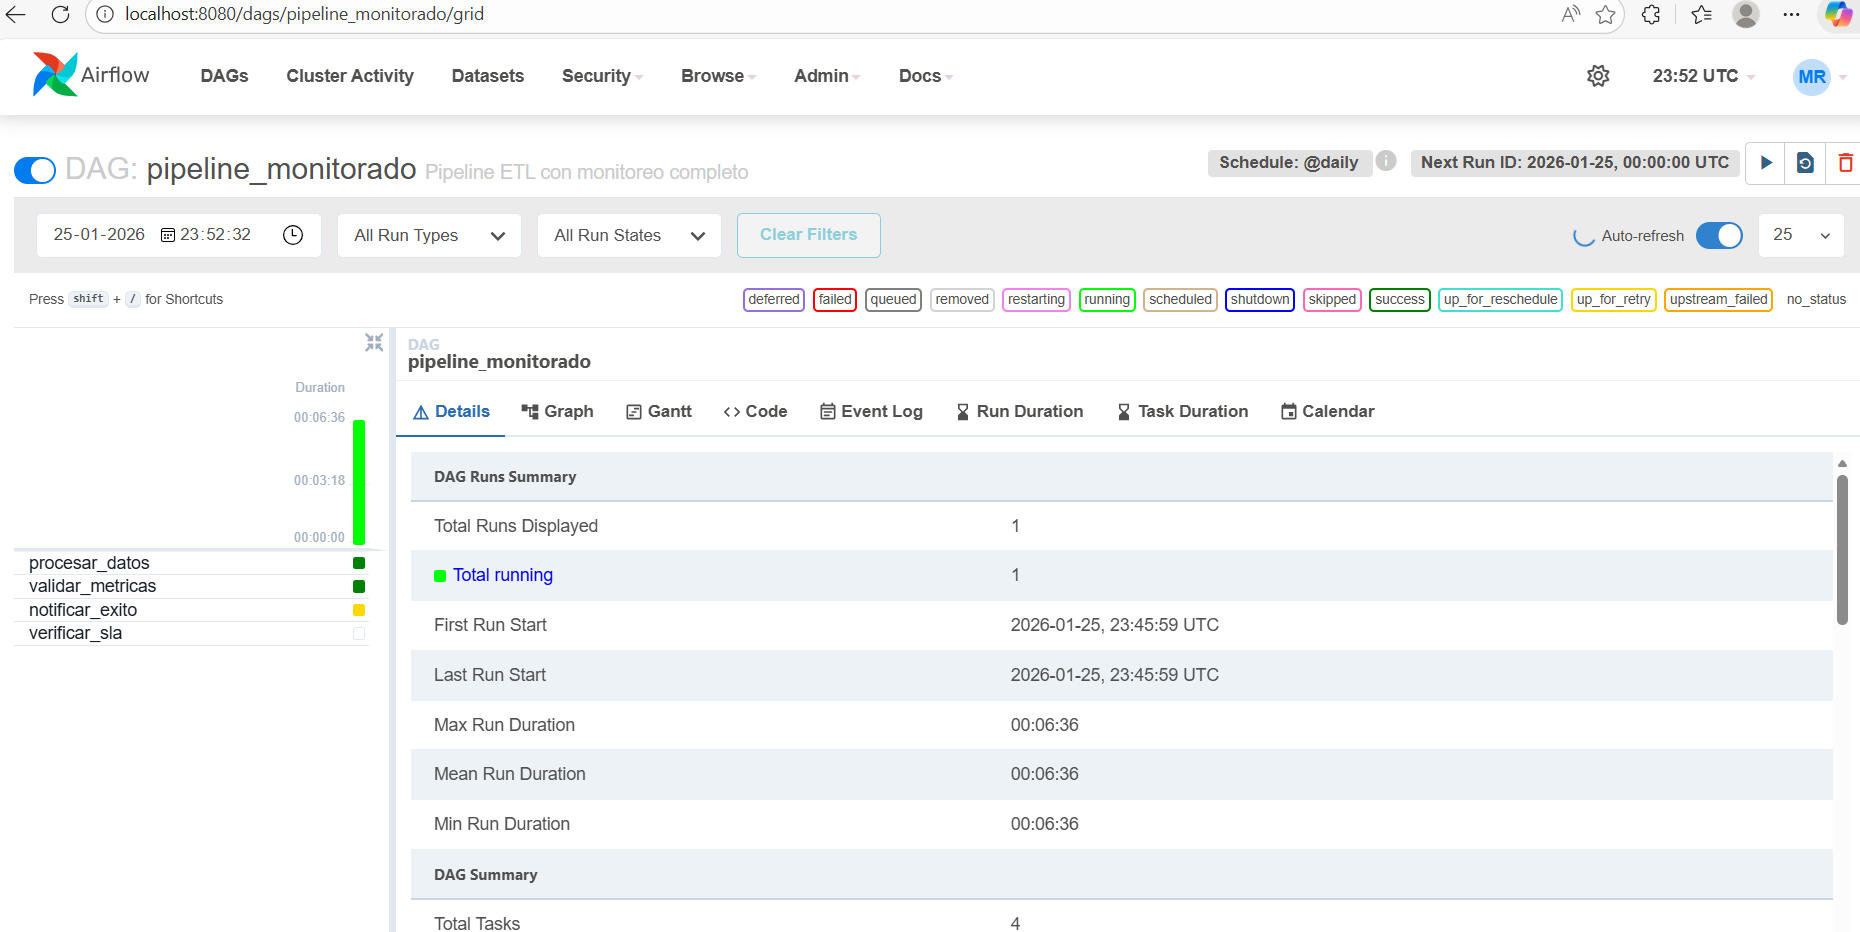 localhost:8080/dags/pipeline_monitorado/grid
Airflow DAGs Cluster Activity Datasets Security Browse Admin Docs 23:52 UTC MR
DAG: pipeline_monitorado Pipeline ETL con monitoreo completo Schedule: @daily Next Run ID: 2026-01-25, 00:00:00 UTC
25-01-2026 23:52:32 All Run Types All Run States Clear Filters Auto-refresh 25
Press shift + / for Shortcuts deferred failed queued removed restarting running scheduled shutdown skipped success up_for_reschedule up_for_retry upstream_failed no_status
Duration
00:06:36
00:03:18
00:00:00
procesar_datos
validar_metricas
notificar_exito
verificar_sla
DAG
pipeline_monitorado
Details Graph Gantt Code Event Log Run Duration Task Duration Calendar
DAG Runs Summary
Total Runs Displayed 1
Total running 1
First Run Start 2026-01-25, 23:45:59 UTC
Last Run Start 2026-01-25, 23:45:59 UTC
Max Run Duration 00:06:36
Mean Run Duration 00:06:36
Min Run Duration 00:06:36
DAG Summary
Total Tasks 4